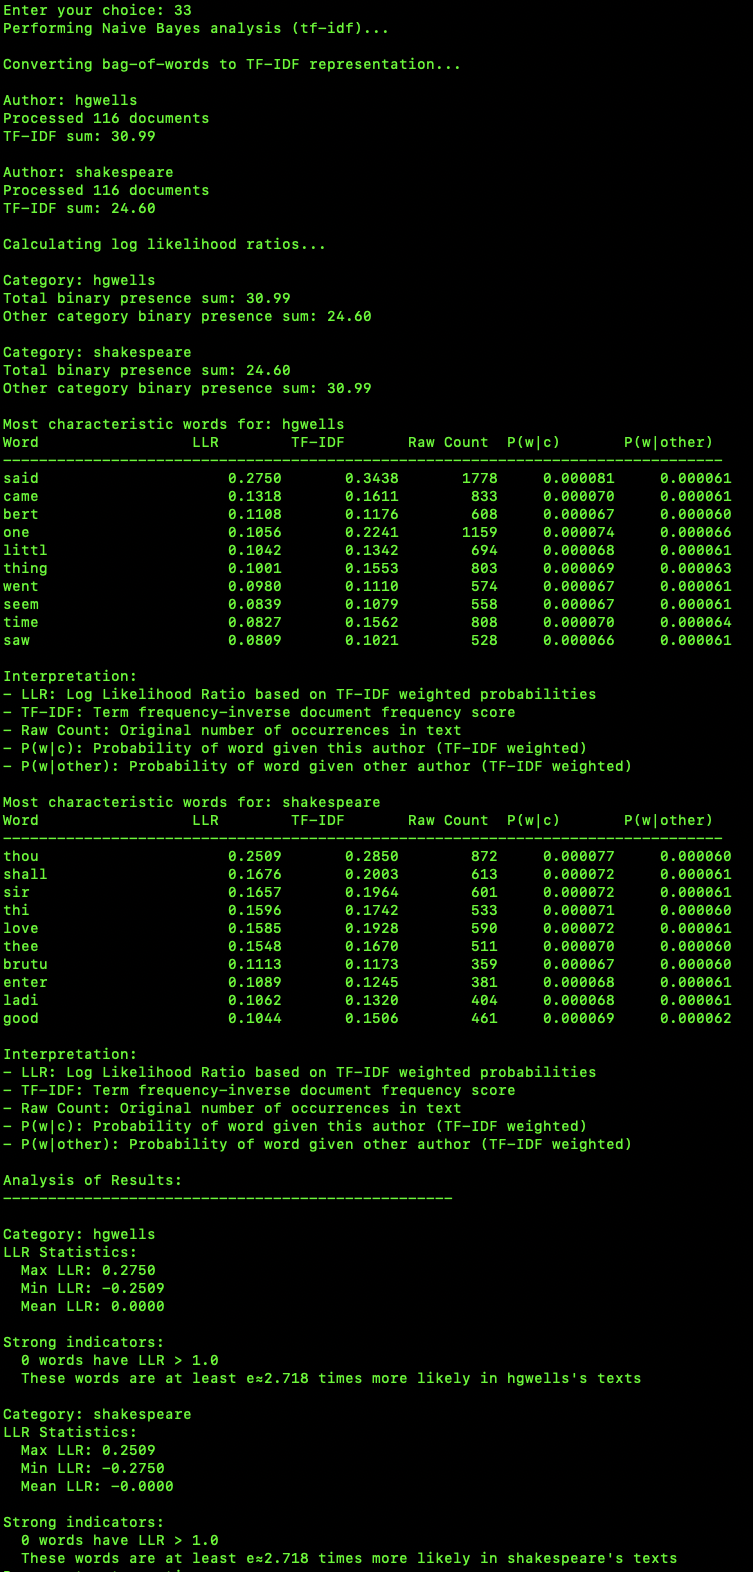 Enter your choice: 33
Performing Naive Bayes analysis (tf-idf)...
Converting bag-of-words to TF-IDF representation...
Author: hgwells
Processed 116 documents
TF-IDF sum: 30.99
Author: shakespeare
Processed 116 documents
TF-IDF sum: 24.60
Calculating log likelihood ratios...
Category: hgwells
Total binary presence sum: 30.99
Other category binary presence sum: 24.60
Category: shakespeare
Total binary presence sum: 24.60
Other category binary presence sum: 30.99
Most characteristic words for: hgwells
Word LLR TF-IDF Raw Count P(w|c) P(w|other)
--------------------------------------------------------------------------------
said 0.2750 0.3438 1778 0.000081 0.000061
came 0.1318 0.1611 833 0.000070 0.000061
bert 0.1108 0.1176 608 0.000067 0.000060
one 0.1056 0.2241 1159 0.000074 0.000066
littl 0.1042 0.1342 694 0.000068 0.000061
thing 0.1001 0.1553 803 0.000069 0.000063
went 0.0980 0.1110 574 0.000067 0.000061
seem 0.0839 0.1079 558 0.000067 0.000061
time 0.0827 0.1562 808 0.000070 0.000064
saw 0.0809 0.1021 528 0.000066 0.000061
Interpretation:
- LLR: Log Likelihood Ratio based on TF-IDF weighted probabilities
- TF-IDF: Term frequency-inverse document frequency score
- Raw Count: Original number of occurrences in text
- P(w|c): Probability of word given this author (TF-IDF weighted)
- P(w|other): Probability of word given other author (TF-IDF weighted)
Most characteristic words for: shakespeare
Word LLR TF-IDF Raw Count P(w|c) P(w|other)
--------------------------------------------------------------------------------
thou 0.2509 0.2850 872 0.000077 0.000060
shall 0.1676 0.2003 613 0.000072 0.000061
sir 0.1657 0.1964 601 0.000072 0.000061
thi 0.1596 0.1742 533 0.000071 0.000060
love 0.1585 0.1928 590 0.000072 0.000061
thee 0.1548 0.1670 511 0.000070 0.000060
brutu 0.1113 0.1173 359 0.000067 0.000060
enter 0.1089 0.1245 381 0.000068 0.000061
ladi 0.1062 0.1320 404 0.000068 0.000061
good 0.1044 0.1506 461 0.000069 0.000062
Interpretation:
- LLR: Log Likelihood Ratio based on TF-IDF weighted probabilities
- TF-IDF: Term frequency-inverse document frequency score
- Raw Count: Original number of occurrences in text
- P(w|c): Probability of word given this author (TF-IDF weighted)
- P(w|other): Probability of word given other author (TF-IDF weighted)
Analysis of Results:
--------------------------------------------------
Category: hgwells
LLR Statistics:
Max LLR: 0.2750
Min LLR: -0.2509
Mean LLR: 0.0000
Strong indicators:
0 words have LLR > 1.0
These words are at least e≈2.718 times more likely in hgwells's texts
Category: shakespeare
LLR Statistics:
Max LLR: 0.2509
Min LLR: -0.2750
Mean LLR: -0.0000
Strong indicators:
0 words have LLR > 1.0
These words are at least e≈2.718 times more likely in shakespeare's texts